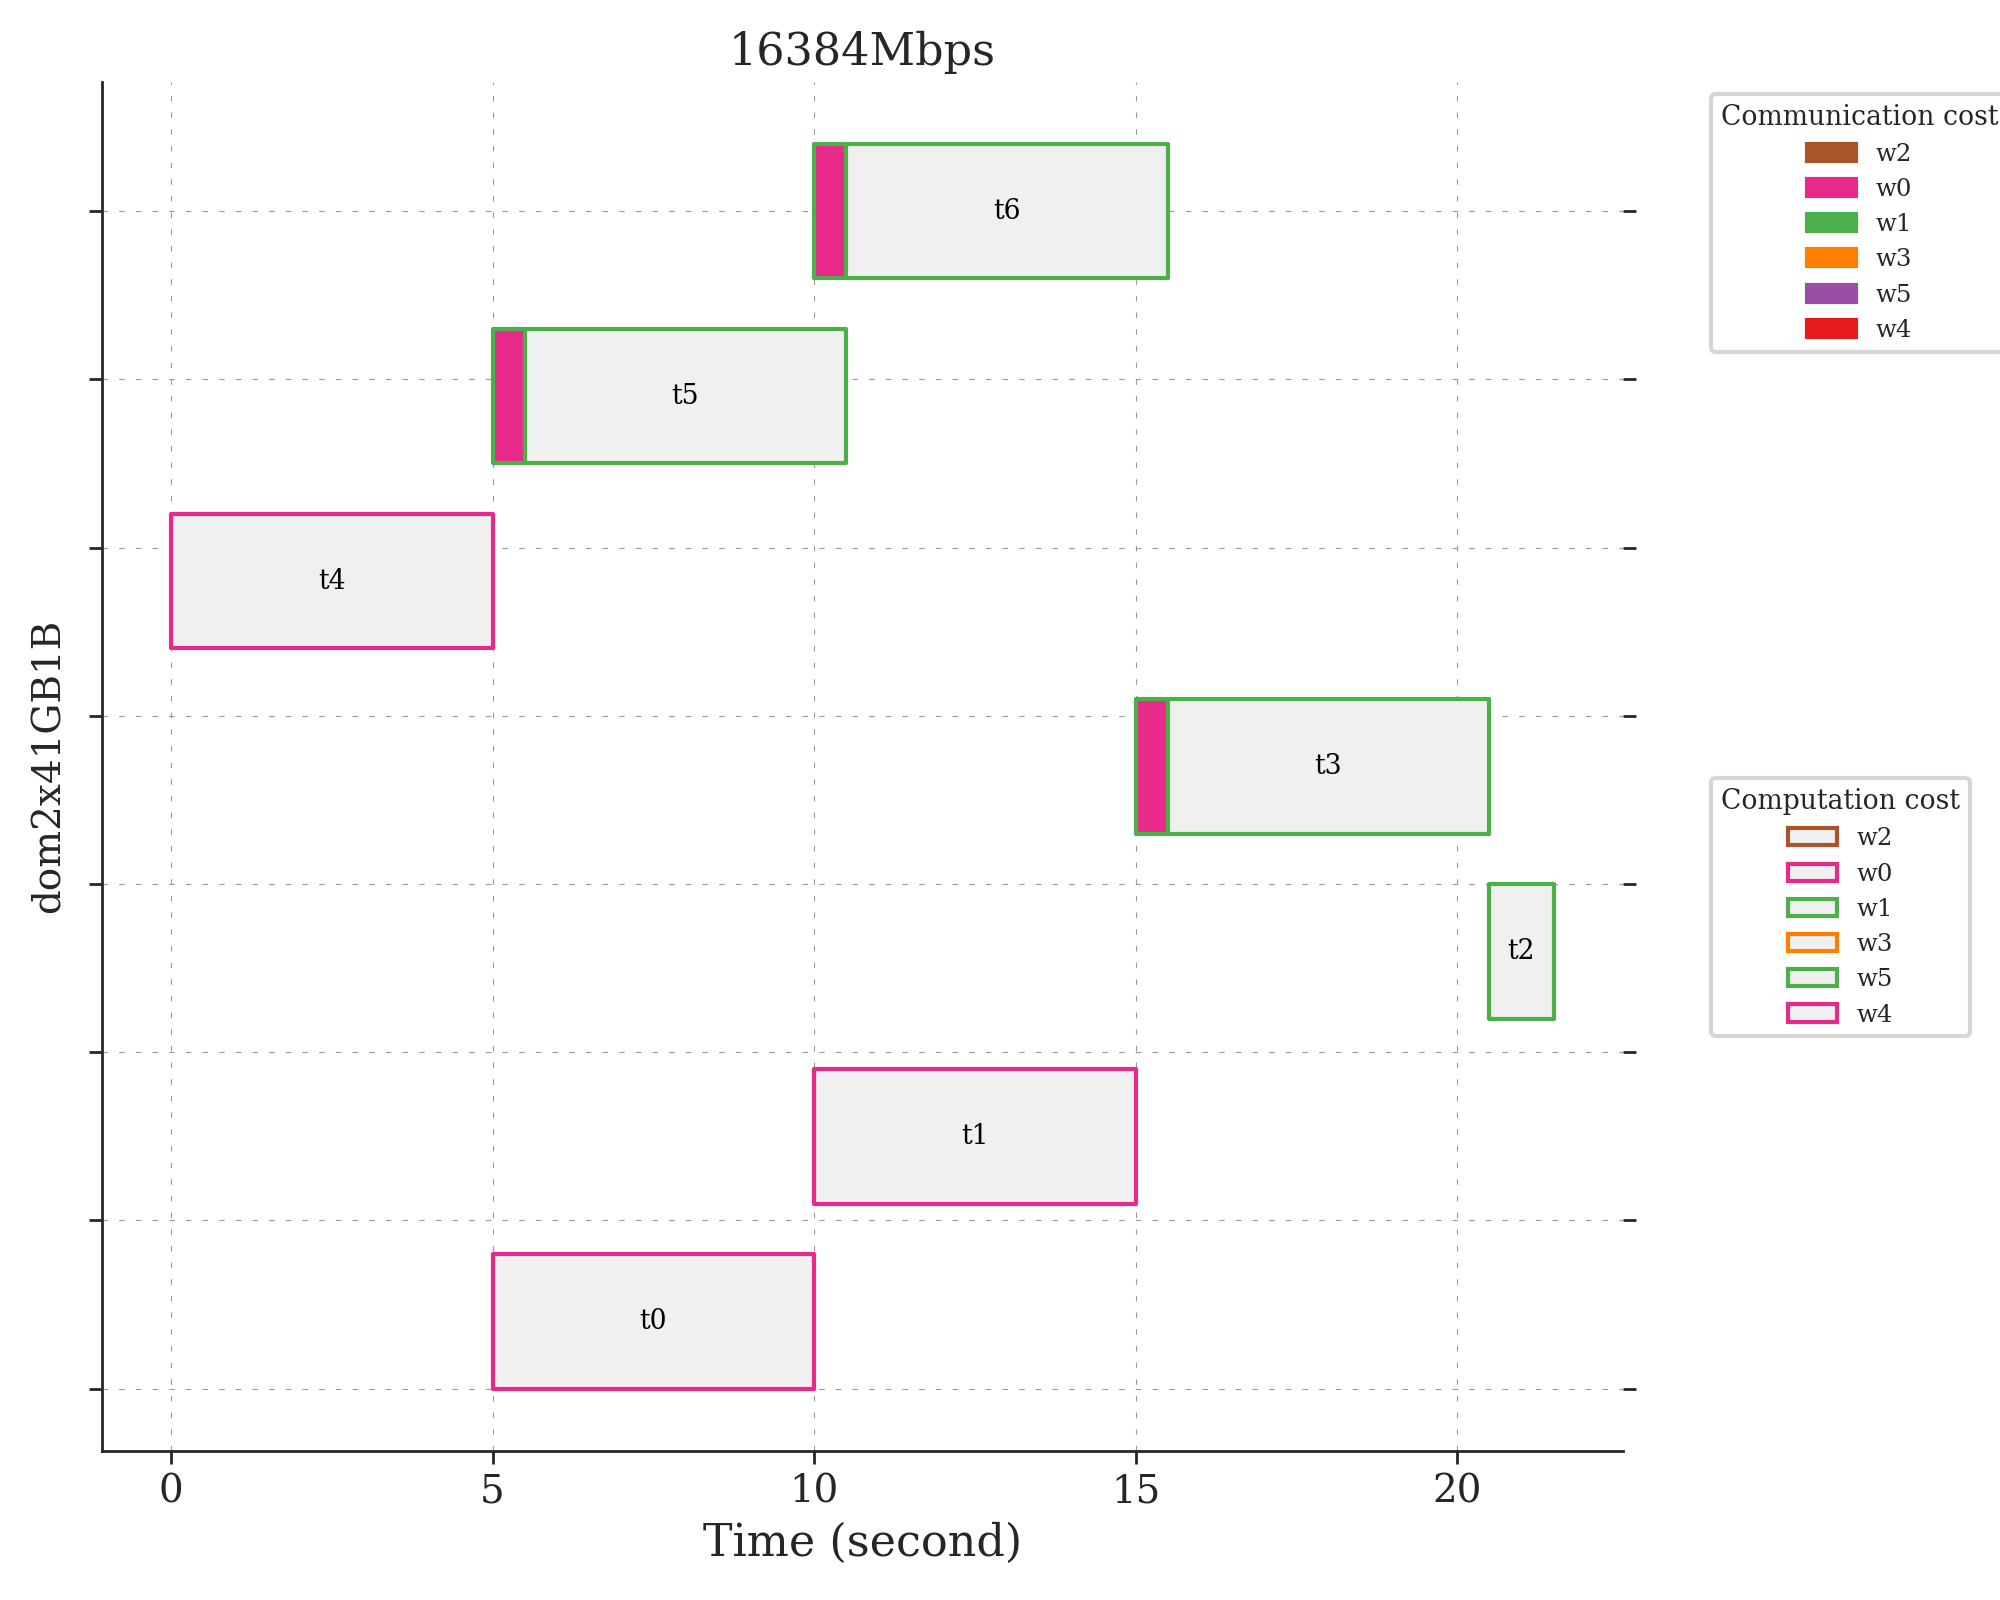 16384Mbps
Communication cost
w2
w0
w1
w3
w5
w4
t6
t5
t4
t3
t2
t1
t0
dom2x41GB1B
Computation cost
w2
w0
w1
w3
w5
w4
0 5 10 15 20
Time (second)